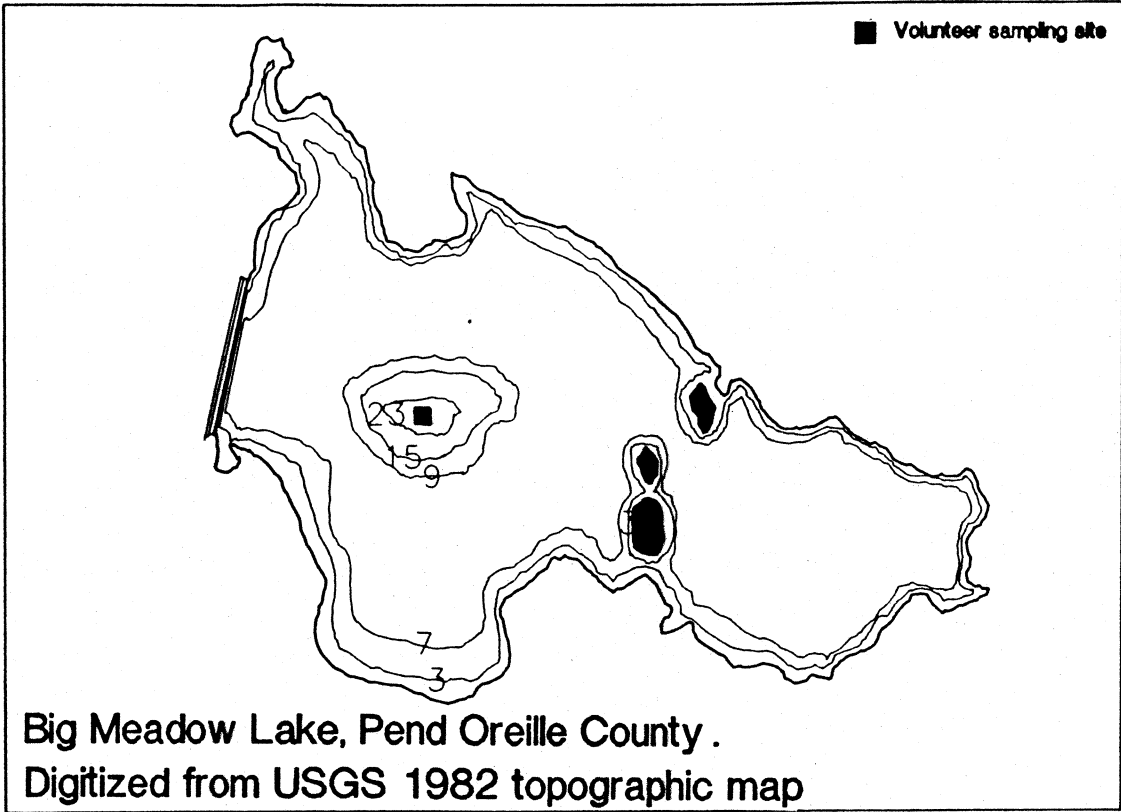 Volunteer sampling site
23
15
9
3
7
3
Big Meadow Lake, Pend Oreille County .
Digitized from USGS 1982 topographic map